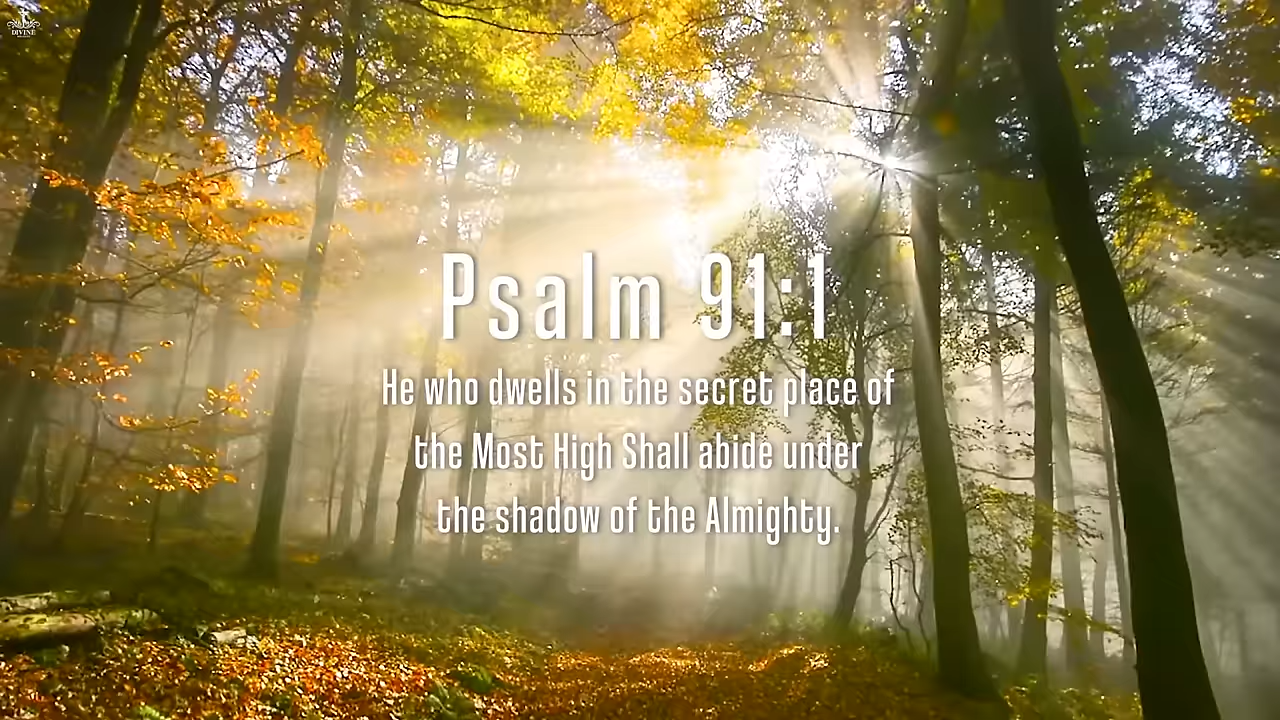 DIVINE
Psalm 91:1
He who dwells in the secret place of
the Most High Shall abide under
the shadow of the Almighty.